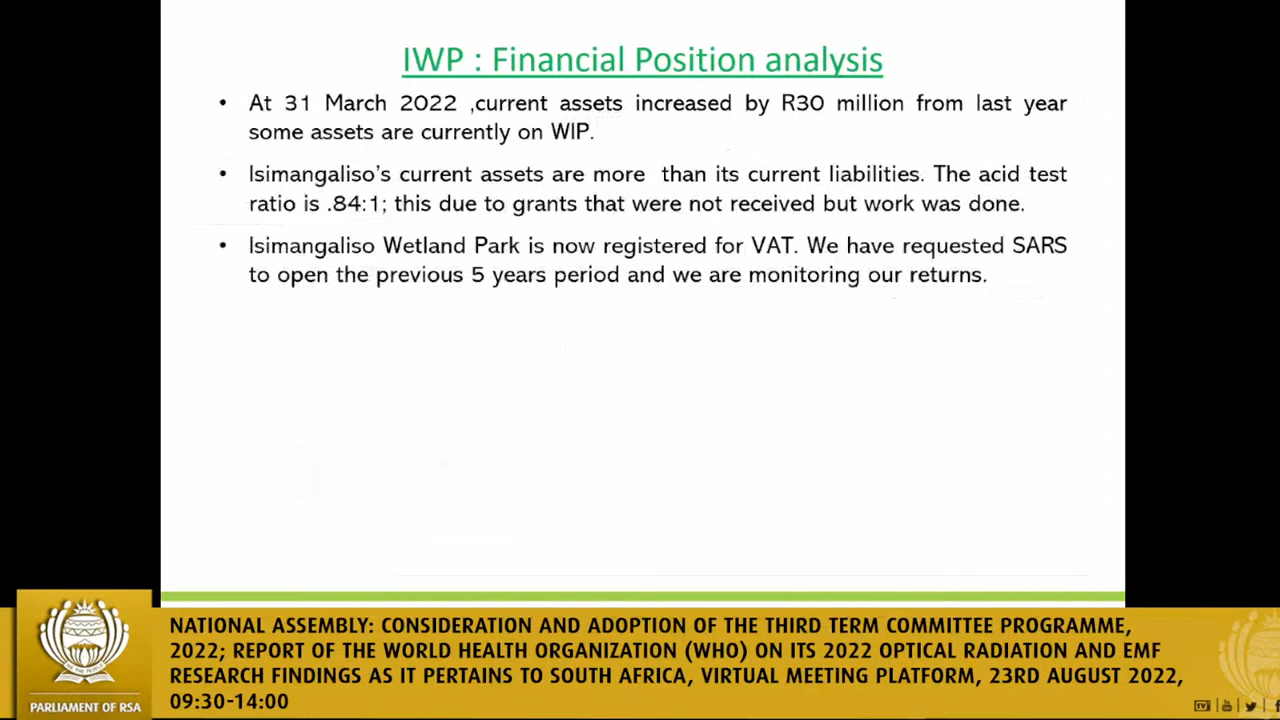 IWP : Financial Position analysis
• At 31 March 2022 ,current assets increased by R30 million from last year
some assets are currently on WIP.
• Isimangaliso's current assets are more  than its current liabilities. The acid test
ratio is .84:1; this due to grants that were not received but work was done.
• Isimangaliso Wetland Park is now registered for VAT. We have requested SARS
to open the previous 5 years period and we are monitoring our returns.
NATIONAL ASSEMBLY: CONSIDERATION AND ADOPTION OF THE THIRD TERM COMMITTEE PROGRAMME,
2022; REPORT OF THE WORLD HEALTH ORGANIZATION (WHO) ON ITS 2022 OPTICAL RADIATION AND EMF
RESEARCH FINDINGS AS IT PERTAINS TO SOUTH AFRICA, VIRTUAL MEETING PLATFORM, 23RD AUGUST 2022,
09:30-14:00
PARLIAMENT OF RSA